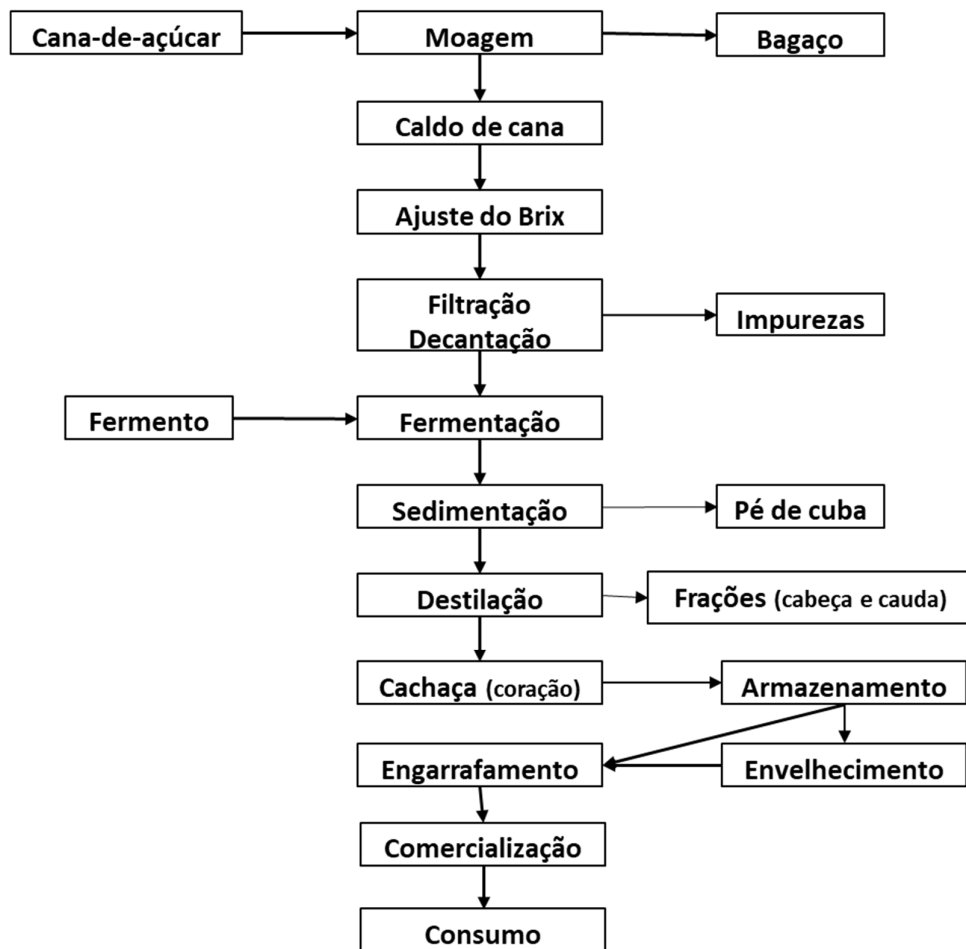 Cana-de-açúcar
Moagem
Bagaço
Caldo de cana
Ajuste do Brix
Filtração
Decantação
Impurezas
Fermento
Fermentação
Sedimentação
Pé de cuba
Destilação
Frações (cabeça e cauda)
Cachaça (coração)
Armazenamento
Engarrafamento
Envelhecimento
Comercialização
Consumo